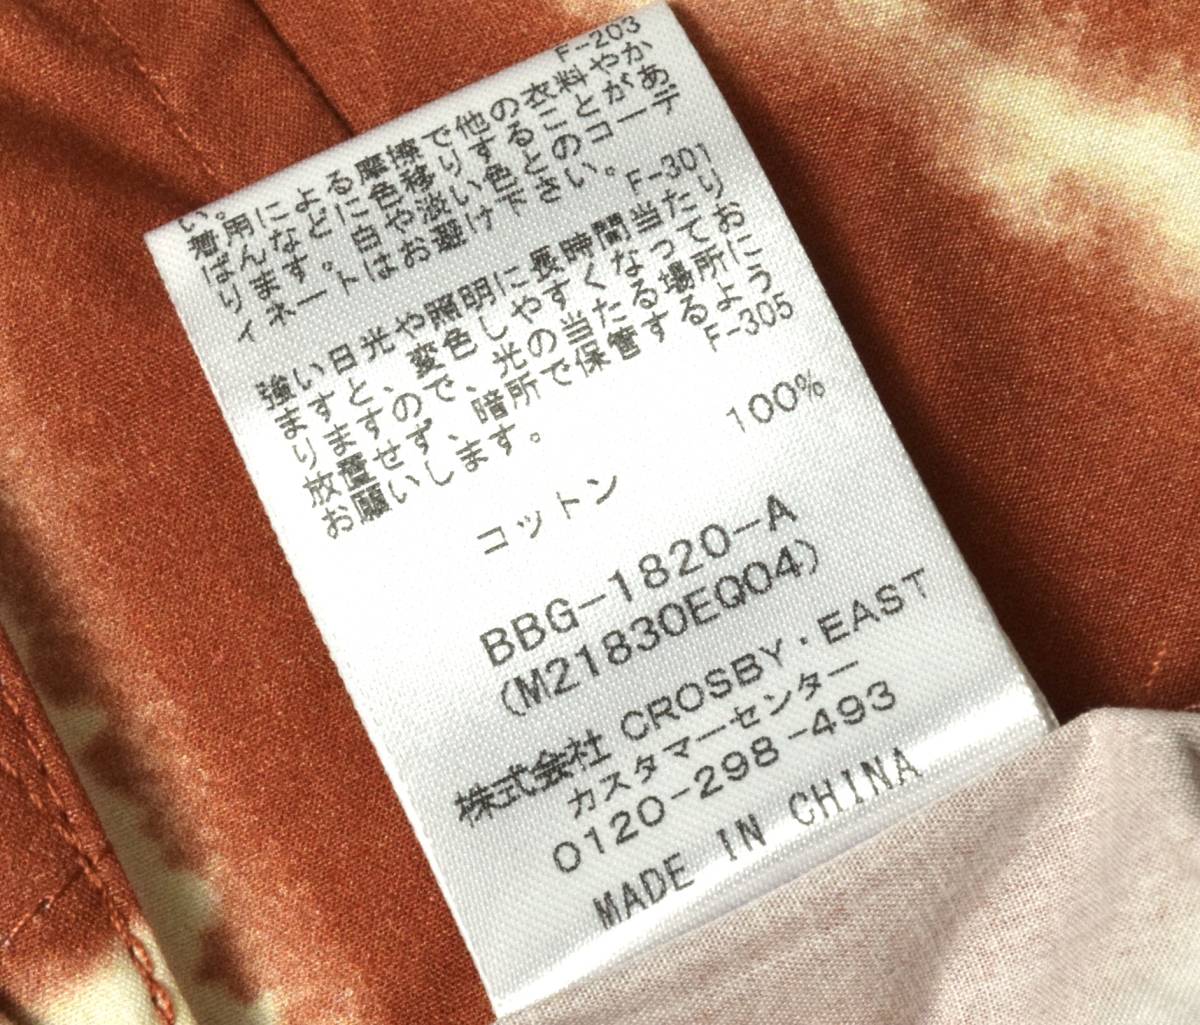 い。 F-203
着用による摩擦で他の衣料やか
ばんなどに色移りすることがあ
ります。白や淡い色とのコーデ
ィネートはお避け下さい。 F-301
強い日光や照明に長時間当たり
ますと、変色しやすくなってお
りますので、光の当たる場所に
放置せず、暗所で保管するよう
お願いします。 F-305
コットン 100%
BBG-1820-A
(M21830EQ04)
株式会社 CROSBY・EAST
カスタマーセンター
0120-298-493
MADE IN CHINA